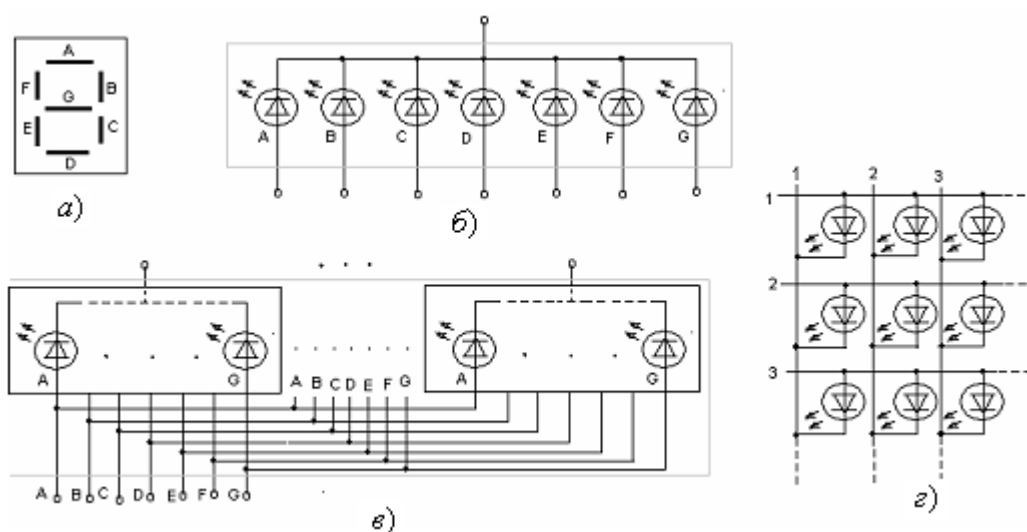 A
F B
G
E C
D
а)
A B C D E F G
б)
A G
A B C D E F G
A G
A B C D E F G
в)
1 2 3
1
2
3
г)